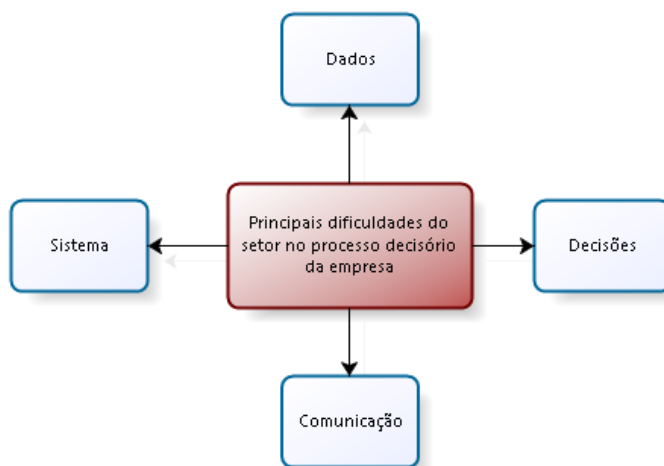 Dados
Sistema
Principais dificuldades do
setor no processo decisório
da empresa
Decisões
Comunicação